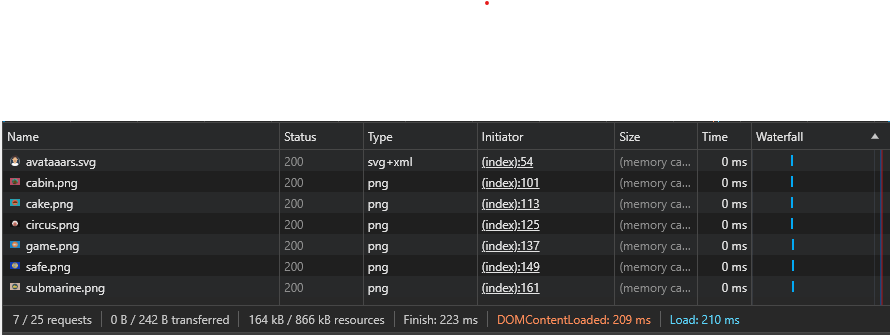 Name Status Type Initiator Size Time Waterfall
avataaars.svg 200 svg+xml (index):54 (memory ca... 0 ms
cabin.png 200 png (index):101 (memory ca... 0 ms
cake.png 200 png (index):113 (memory ca... 0 ms
circus.png 200 png (index):125 (memory ca... 0 ms
game.png 200 png (index):137 (memory ca... 0 ms
safe.png 200 png (index):149 (memory ca... 0 ms
submarine.png 200 png (index):161 (memory ca... 0 ms
7 / 25 requests 0 B / 242 B transferred 164 kB / 866 kB resources Finish: 223 ms DOMContentLoaded: 209 ms Load: 210 ms